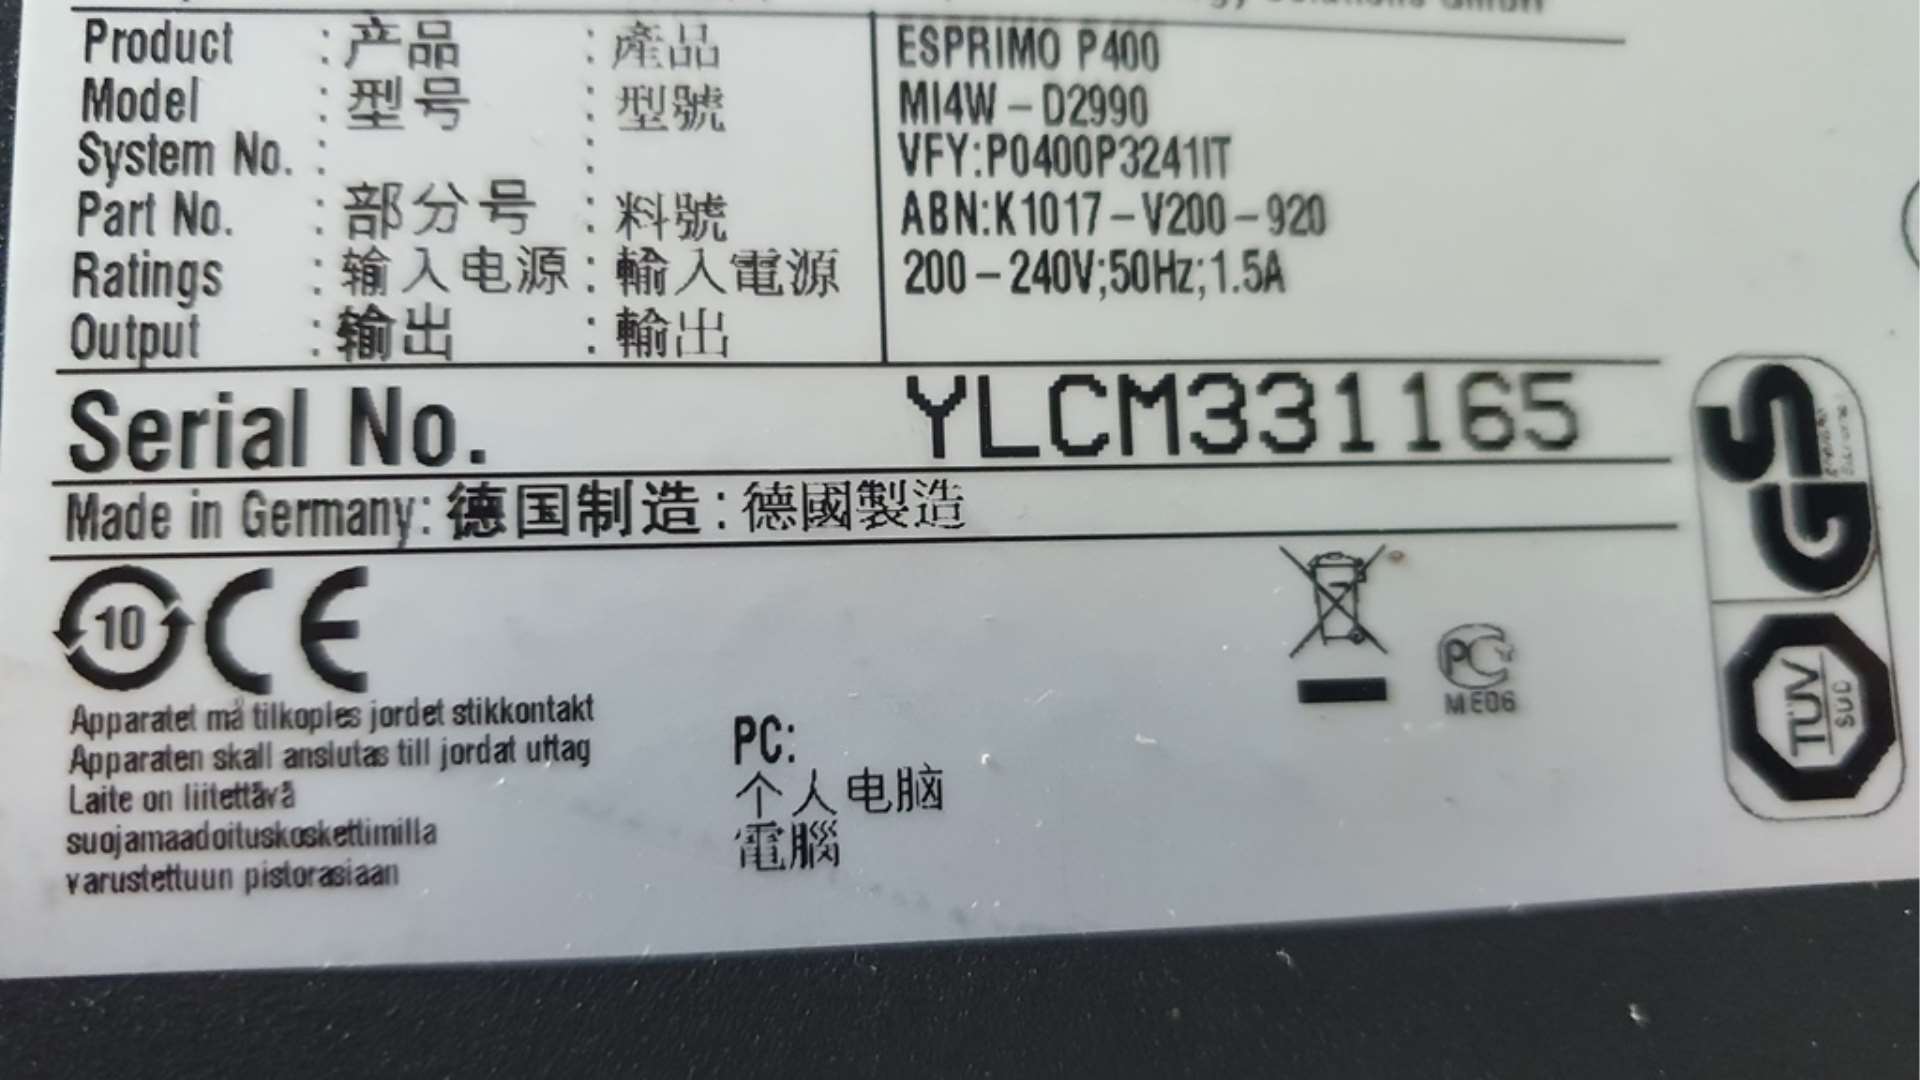 Solutions GmbH
Product : 产品 : 產品 ESPRIMO P400
Model : 型号 : 型號 MI4W-D2990
System No. : : VFY:P0400P3241IT
Part No. : 部分号 : 料號 ABN:K1017-V200-920
Ratings : 输入电源 : 輸入電源 200-240V;50Hz;1.5A
Output : 输出 : 輸出
Serial No. YLCM331165
Made in Germany: 德国制造 : 德國製造
10 CE
Apparatet må tilkoples jordet stikkontakt
Apparaten skall anslutas till jordat uttag
Laite on liitettävä
suojamaadoituskoskettimilla
varustettuun pistorasiaan
PC:
个人电脑
電腦
PC
ME06
GS
TÜV
SÜD